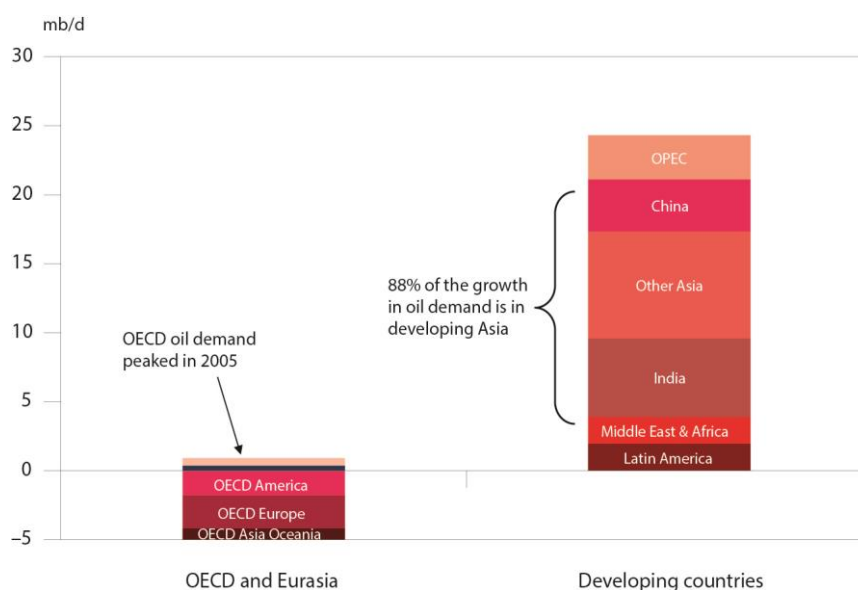 mb/d
30
25
20
15
10
5
0
–5
OPEC
China
Other Asia
India
Middle East & Africa
Latin America
88% of the growth
in oil demand is in
developing Asia
OECD oil demand
peaked in 2005
OECD America
OECD Europe
OECD Asia Oceania
OECD and Eurasia
Developing countries